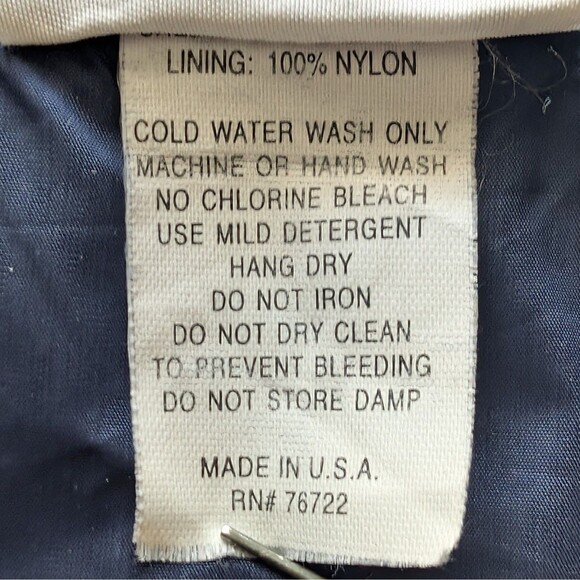 LINING: 100% NYLON
COLD WATER WASH ONLY
MACHINE OR HAND WASH
NO CHLORINE BLEACH
USE MILD DETERGENT
HANG DRY
DO NOT IRON
DO NOT DRY CLEAN
TO PREVENT BLEEDING
DO NOT STORE DAMP
MADE IN U.S.A.
RN# 76722